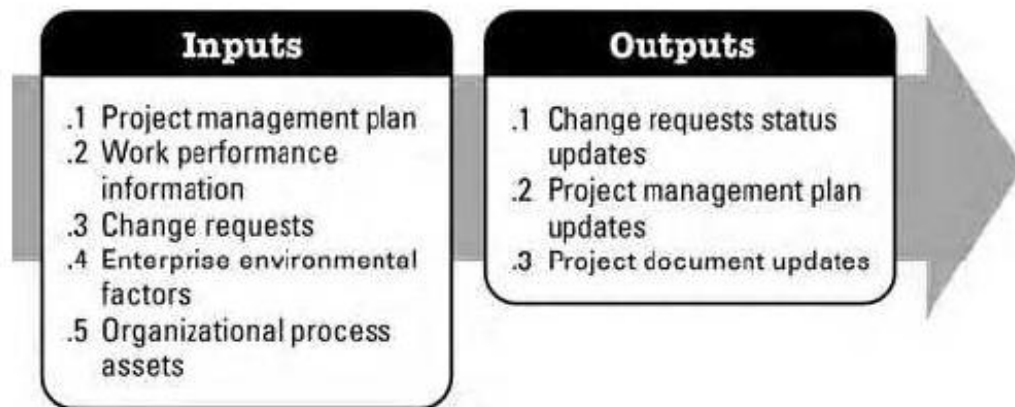 Inputs
.1 Project management plan
.2 Work performance
information
.3 Change requests
.4 Enterprise environmental
factors
.5 Organizational process
assets
Outputs
.1 Change requests status
updates
.2 Project management plan
updates
.3 Project document updates